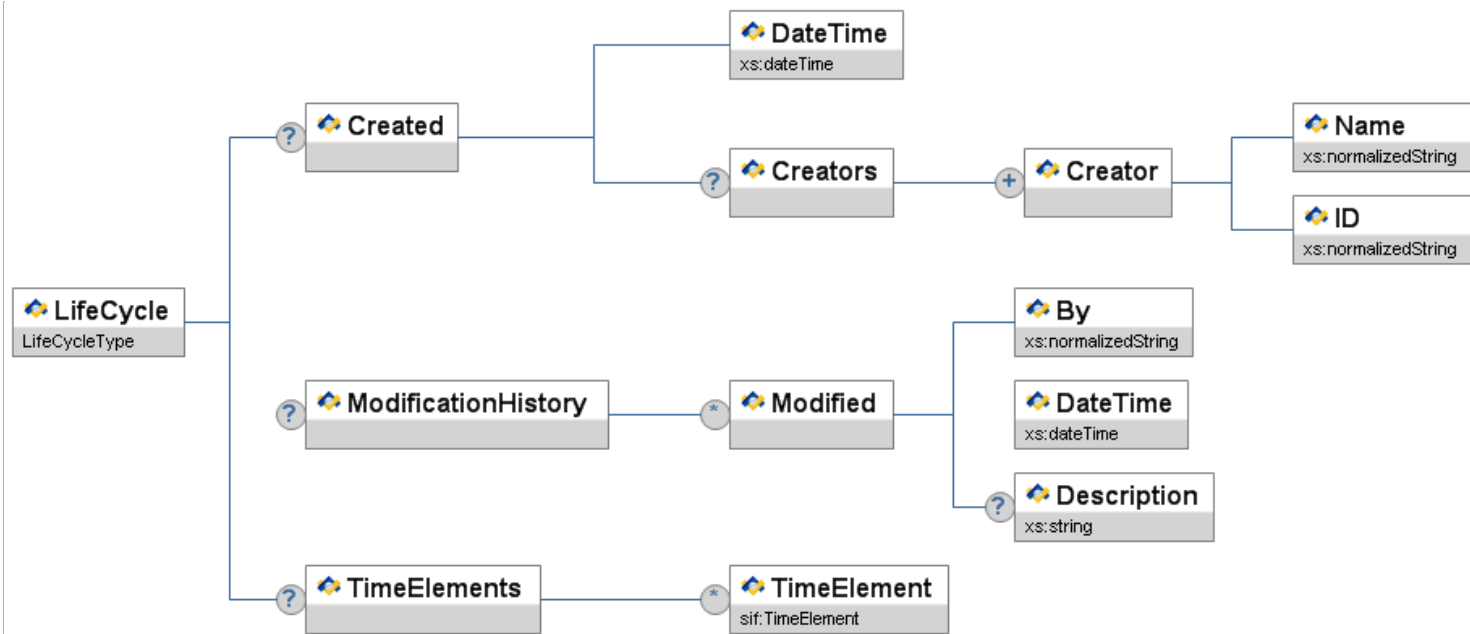 DateTime
xs:dateTime
? Created
? Creators
+ Creator
Name
xs:normalizedString
ID
xs:normalizedString
LifeCycle
LifeCycleType
By
xs:normalizedString
? ModificationHistory
* Modified
DateTime
xs:dateTime
? Description
xs:string
? TimeElements
* TimeElement
sif:TimeElement